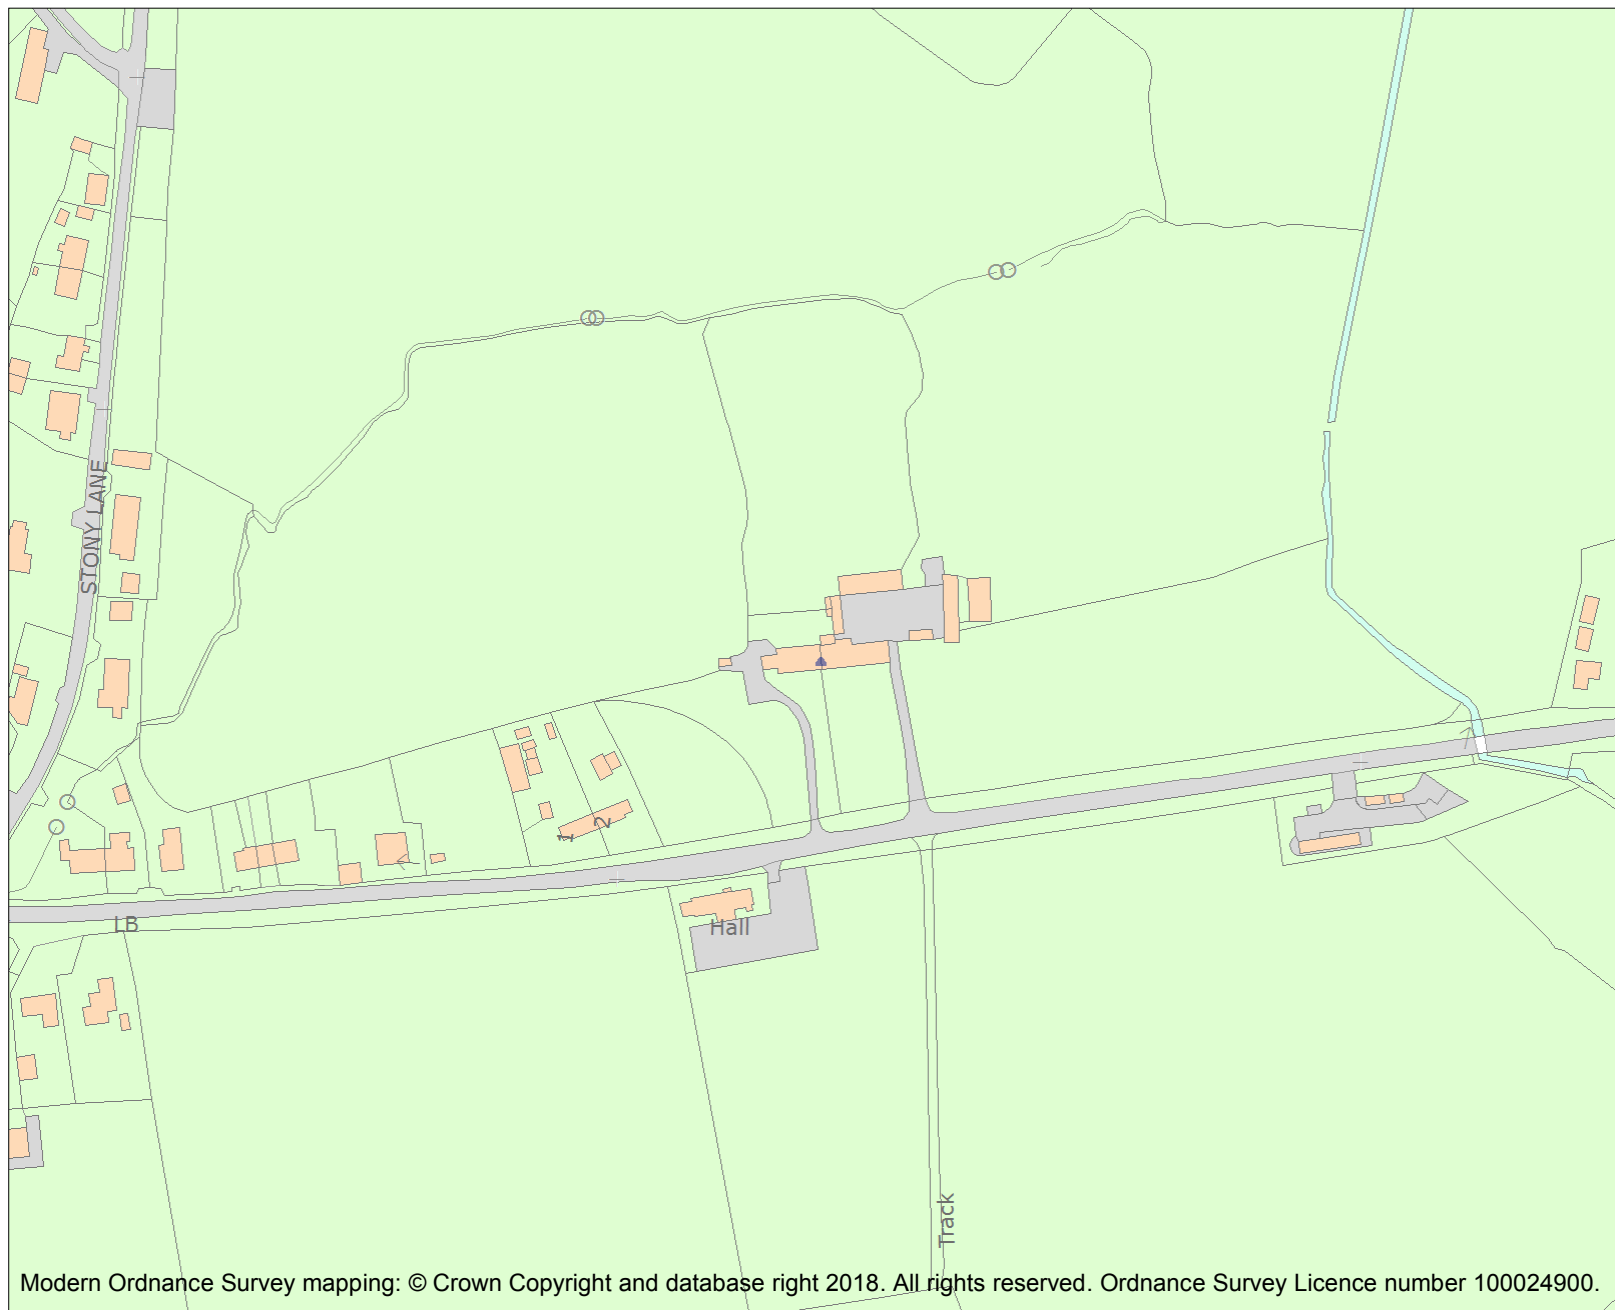 STONY LANE
1
2
LB
Hall
Track
Modern Ordnance Survey mapping: © Crown Copyright and database right 2018. All rights reserved. Ordnance Survey Licence number 100024900.